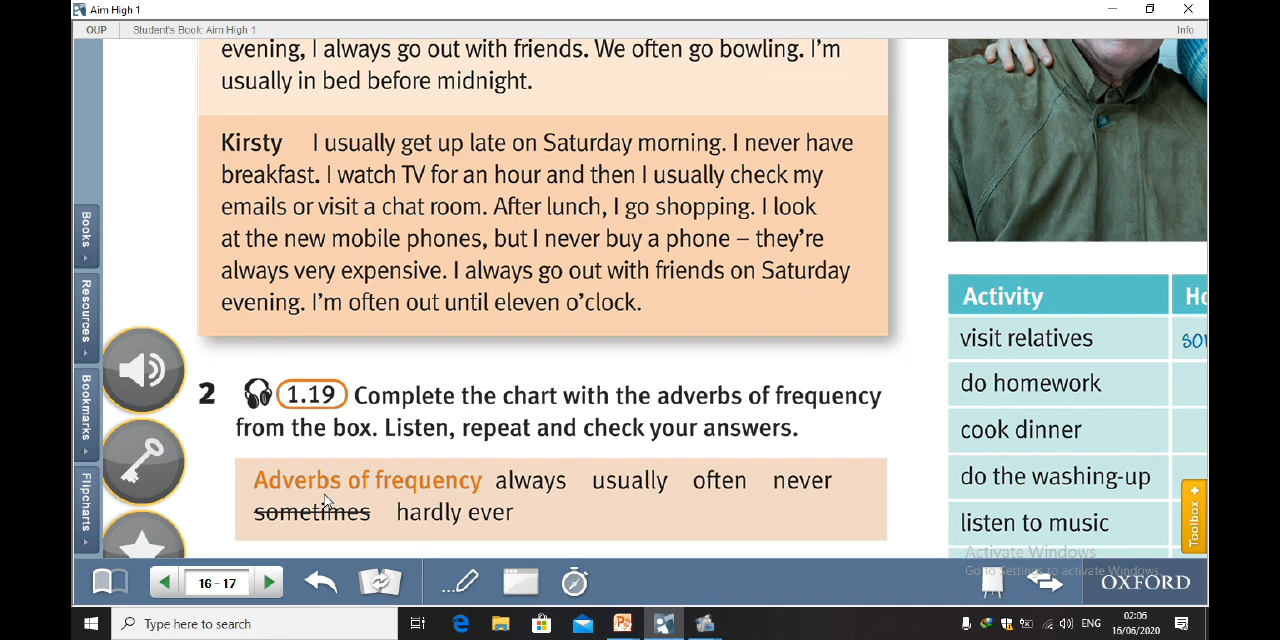 Aim High 1
OUP
Student's Book: Aim High 1
Info
evening, I always go out with friends. We often go bowling. I'm
usually in bed before midnight.
Kirsty I usually get up late on Saturday morning. I never have
breakfast. I watch TV for an hour and then I usually check my
emails or visit a chat room. After lunch, I go shopping. I look
at the new mobile phones, but I never buy a phone – they're
always very expensive. I always go out with friends on Saturday
evening. I'm often out until eleven o'clock.
2 1.19 Complete the chart with the adverbs of frequency
from the box. Listen, repeat and check your answers.
Adverbs of frequency always usually often never
sometimes hardly ever
Activity
visit relatives
do homework
cook dinner
do the washing-up
listen to music
Books
Resources
Bookmarks
Flipcharts
Toolbox +
Activate Windows
Go to Settings to activate Windows.
16 - 17
OXFORD
Type here to search
ENG
02:06
16/06/2020